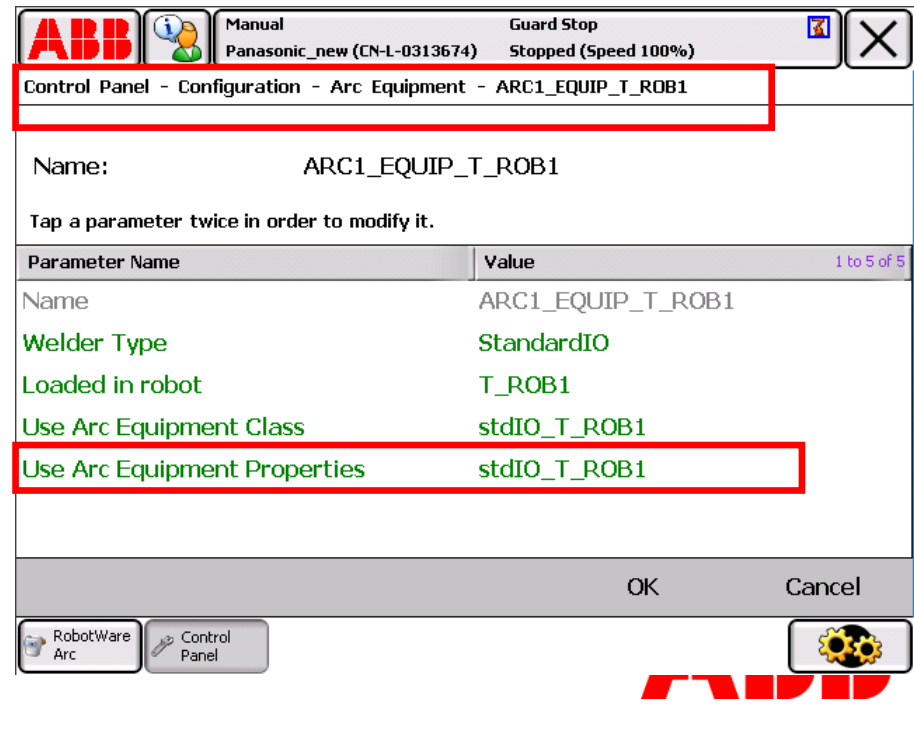 ABB
Manual
Guard Stop
Panasonic_new (CN-L-0313674)
Stopped (Speed 100%)
Control Panel - Configuration - Arc Equipment - ARC1_EQUIP_T_ROB1
Name: ARC1_EQUIP_T_ROB1
Tap a parameter twice in order to modify it.
Parameter Name Value 1 to 5 of 5
Name ARC1_EQUIP_T_ROB1
Welder Type StandardIO
Loaded in robot T_ROB1
Use Arc Equipment Class stdIO_T_ROB1
Use Arc Equipment Properties stdIO_T_ROB1
OK Cancel
RobotWare
Arc
Control
Panel
ABB